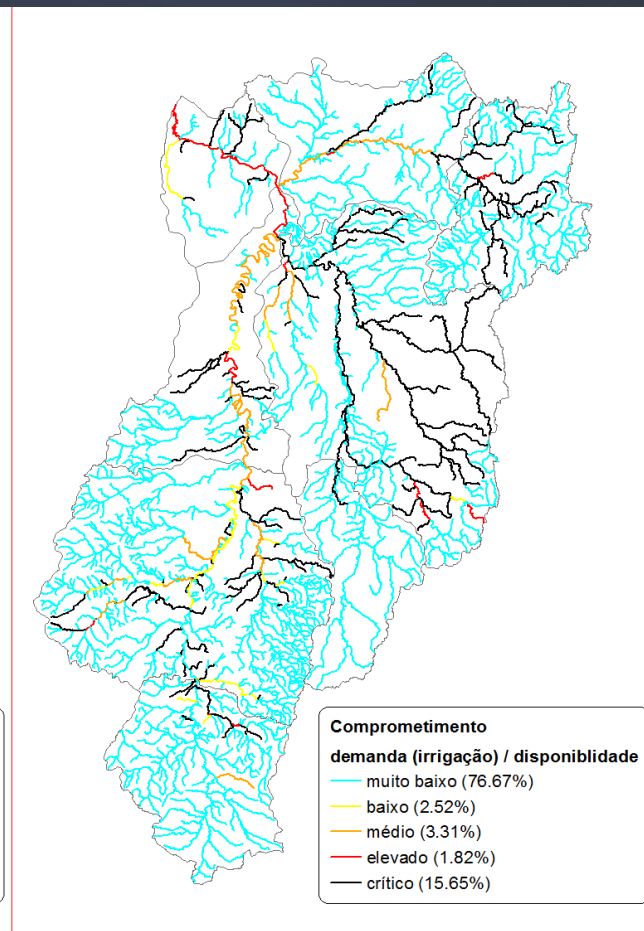 Comprometimento
demanda (irrigação) / disponiblidade
muito baixo (76.67%)
baixo (2.52%)
médio (3.31%)
elevado (1.82%)
crítico (15.65%)